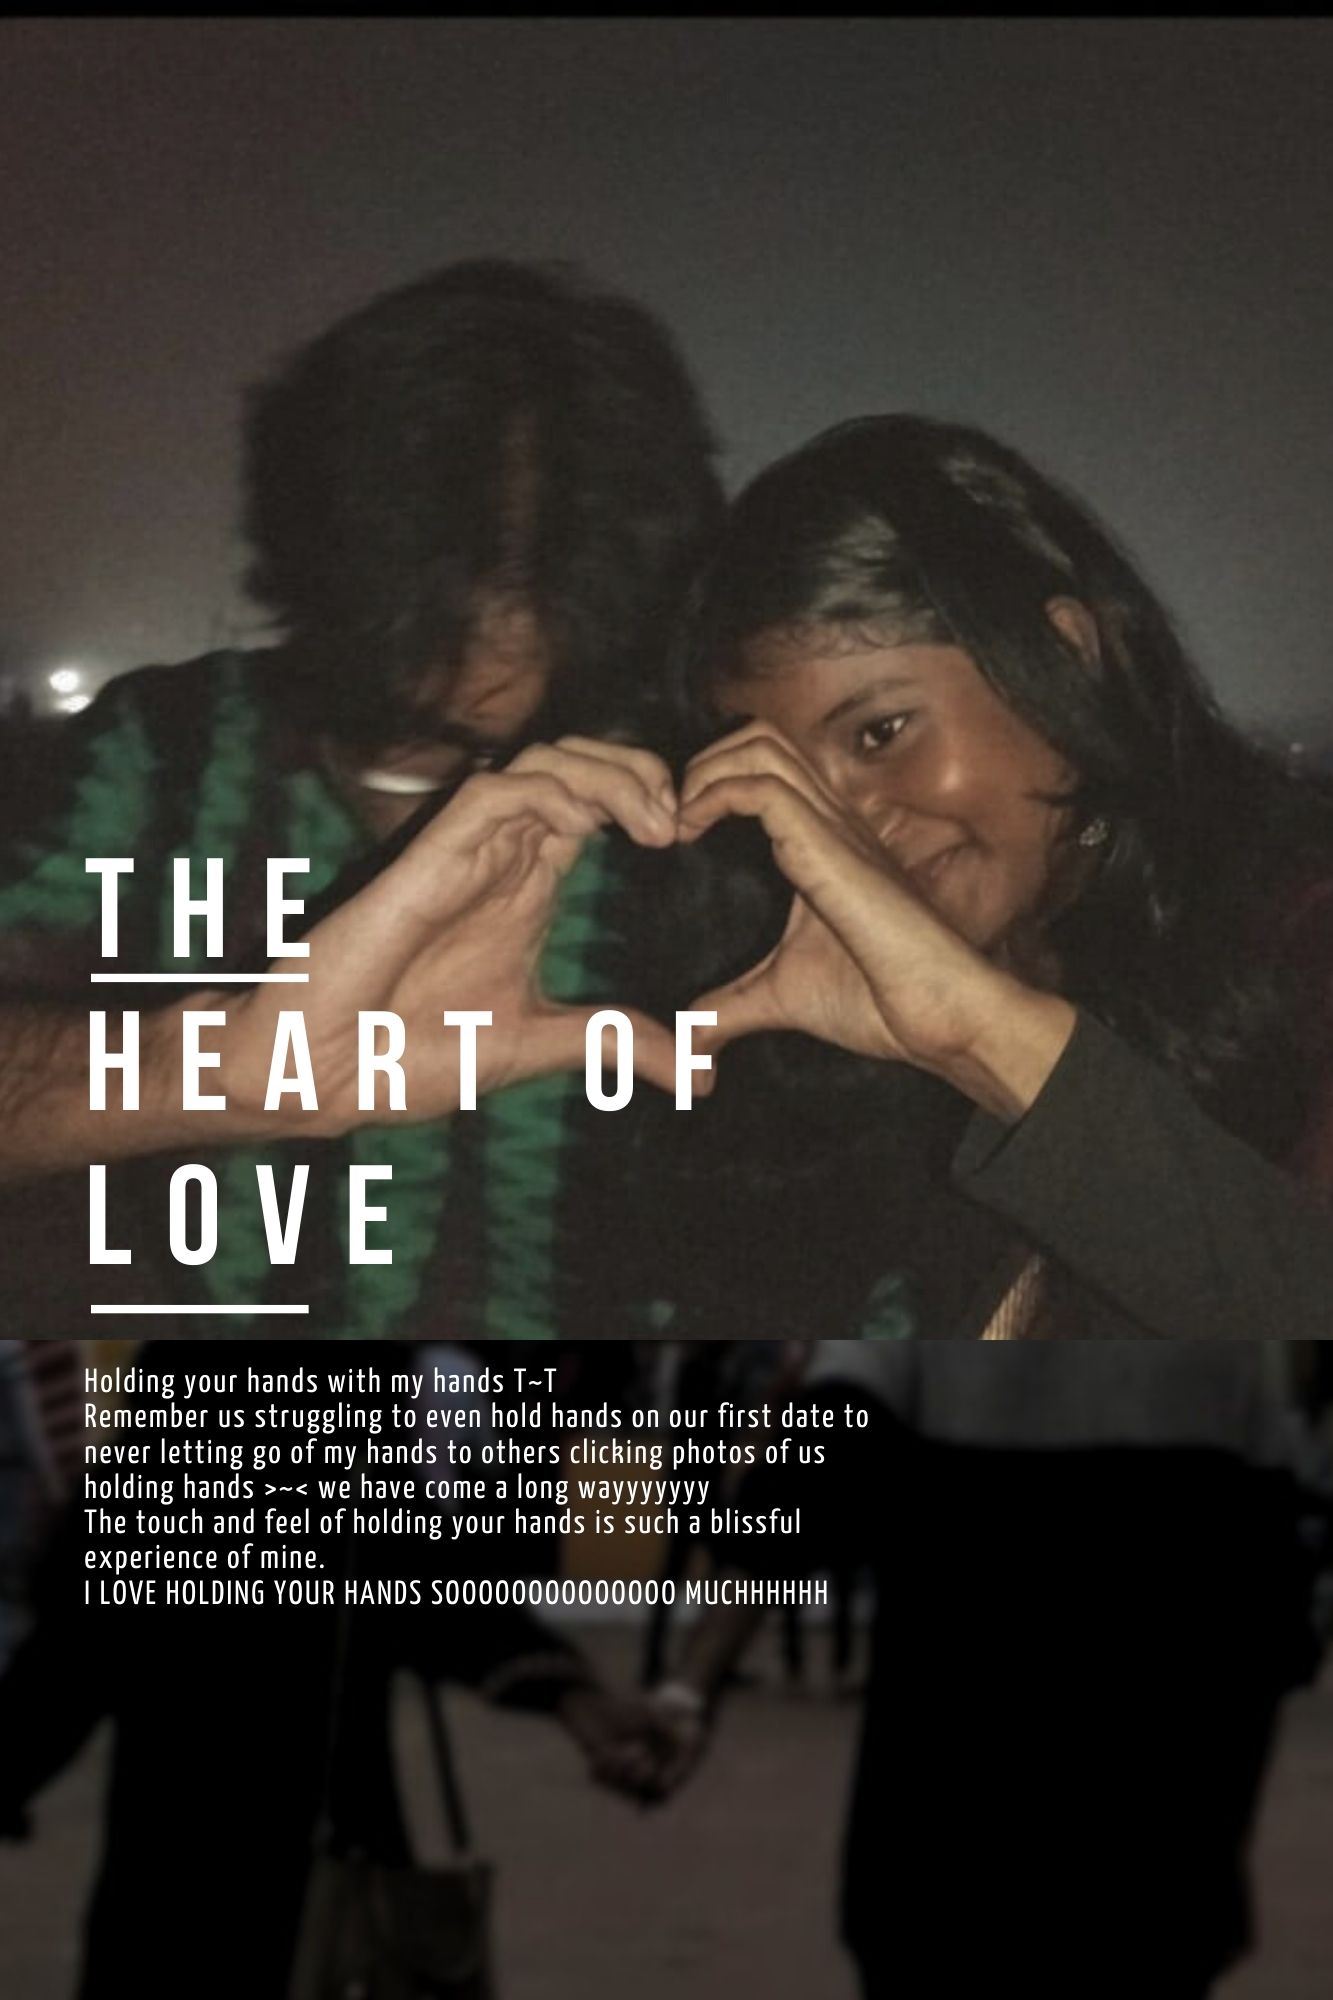 THE
HEART OF
LOVE
Holding your hands with my hands T~T
Remember us struggling to even hold hands on our first date to
never letting go of my hands to others clicking photos of us
holding hands >~< we have come a long wayyyyyyy
The touch and feel of holding your hands is such a blissful
experience of mine.
I LOVE HOLDING YOUR HANDS SOOOOOOOOOOOOOO MUCHHHHHH